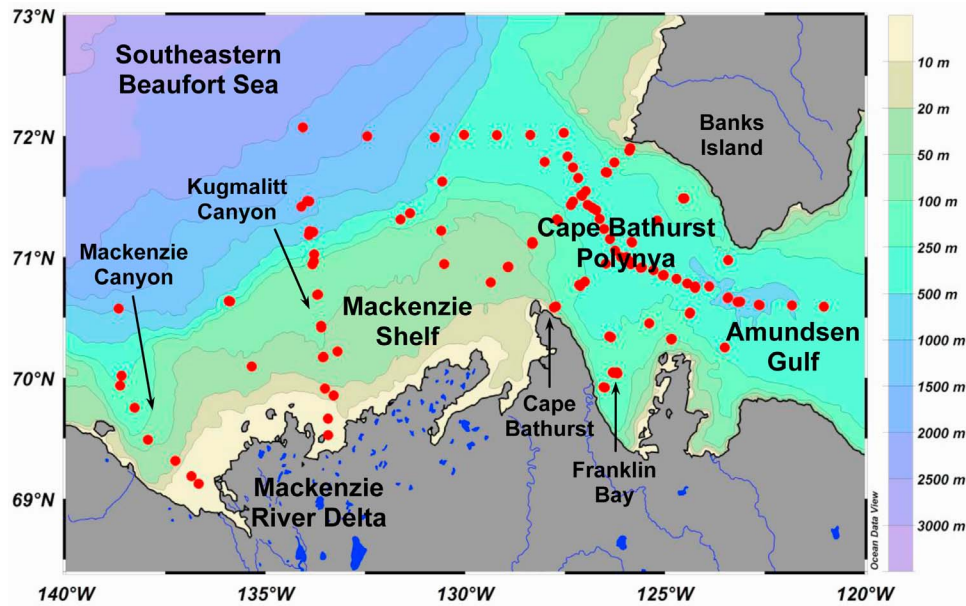 73°N
72°N
71°N
70°N
69°N
Southeastern
Beaufort Sea
Kugmalitt
Canyon
Mackenzie
Canyon
Mackenzie
Shelf
Banks
Island
Cape Bathurst
Polynya
Amundsen
Gulf
Cape
Bathurst
Franklin
Bay
Mackenzie
River Delta
140°W
135°W
130°W
125°W
120°W
10 m
20 m
50 m
100 m
250 m
500 m
1000 m
1500 m
2000 m
2500 m
3000 m
Ocean Data View